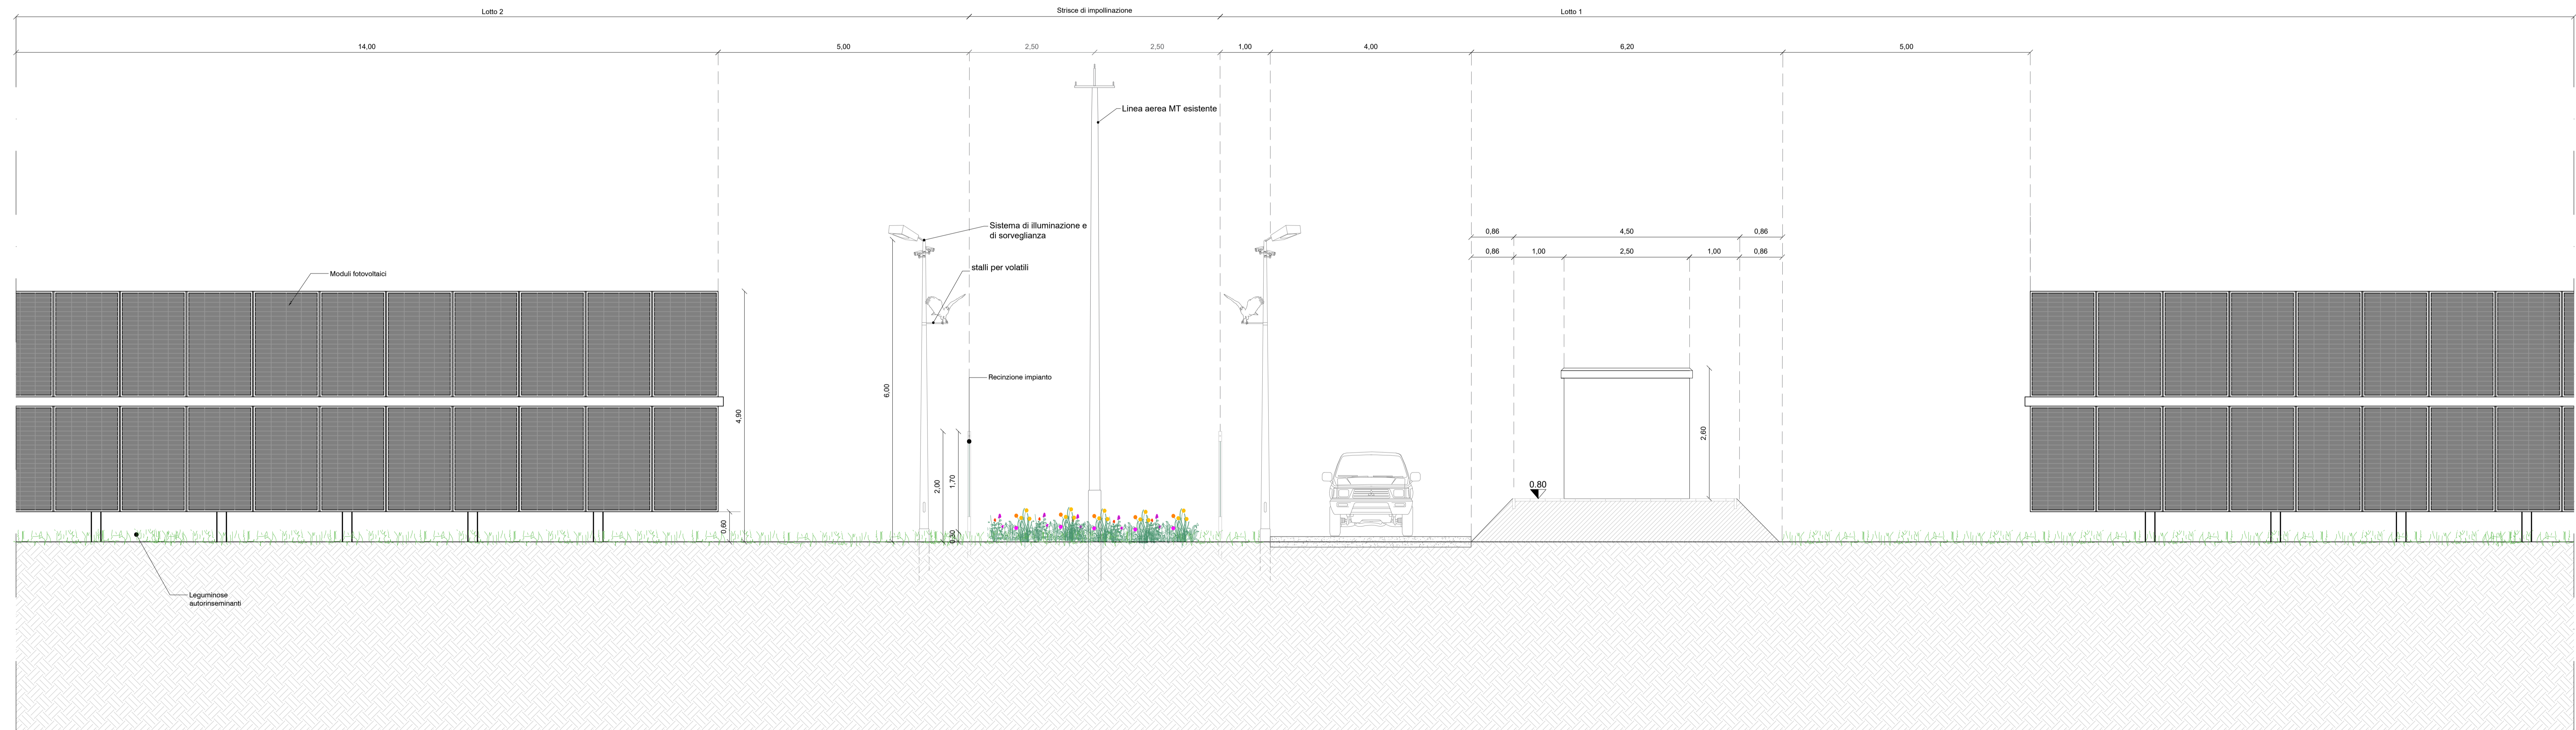 Lotto 2
Strisce di impollinazione
Lotto 1
14,00
5,00
2,50
2,50
1,00
4,00
6,20
5,00
Linea aerea MT esistente
Sistema di illuminazione e
di sorveglianza
stalli per volatili
Moduli fotovoltaici
Recinzione impianto
0,86
4,50
0,86
0,86
1,00
2,50
1,00
0,86
6,00
4,90
2,00
1,70
0,30
0,60
2,60
0.80
Leguminose
autorinseminanti